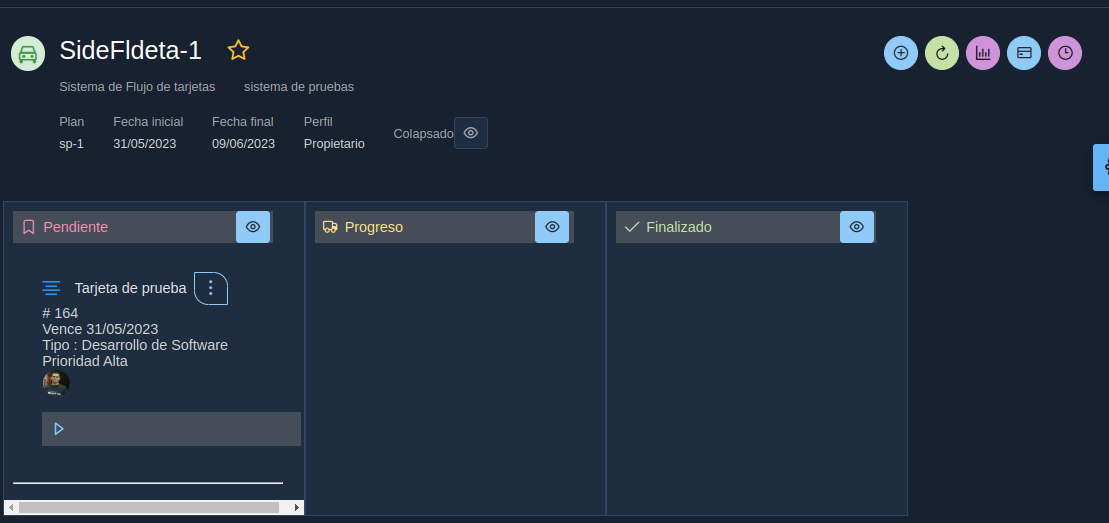 SideFldeta-1
Sistema de Flujo de tarjetas sistema de pruebas
Plan Fecha inicial Fecha final Perfil
Colapsado
sp-1 31/05/2023 09/06/2023 Propietario
Pendiente Progreso Finalizado
Tarjeta de prueba
# 164
Vence 31/05/2023
Tipo : Desarrollo de Software
Prioridad Alta